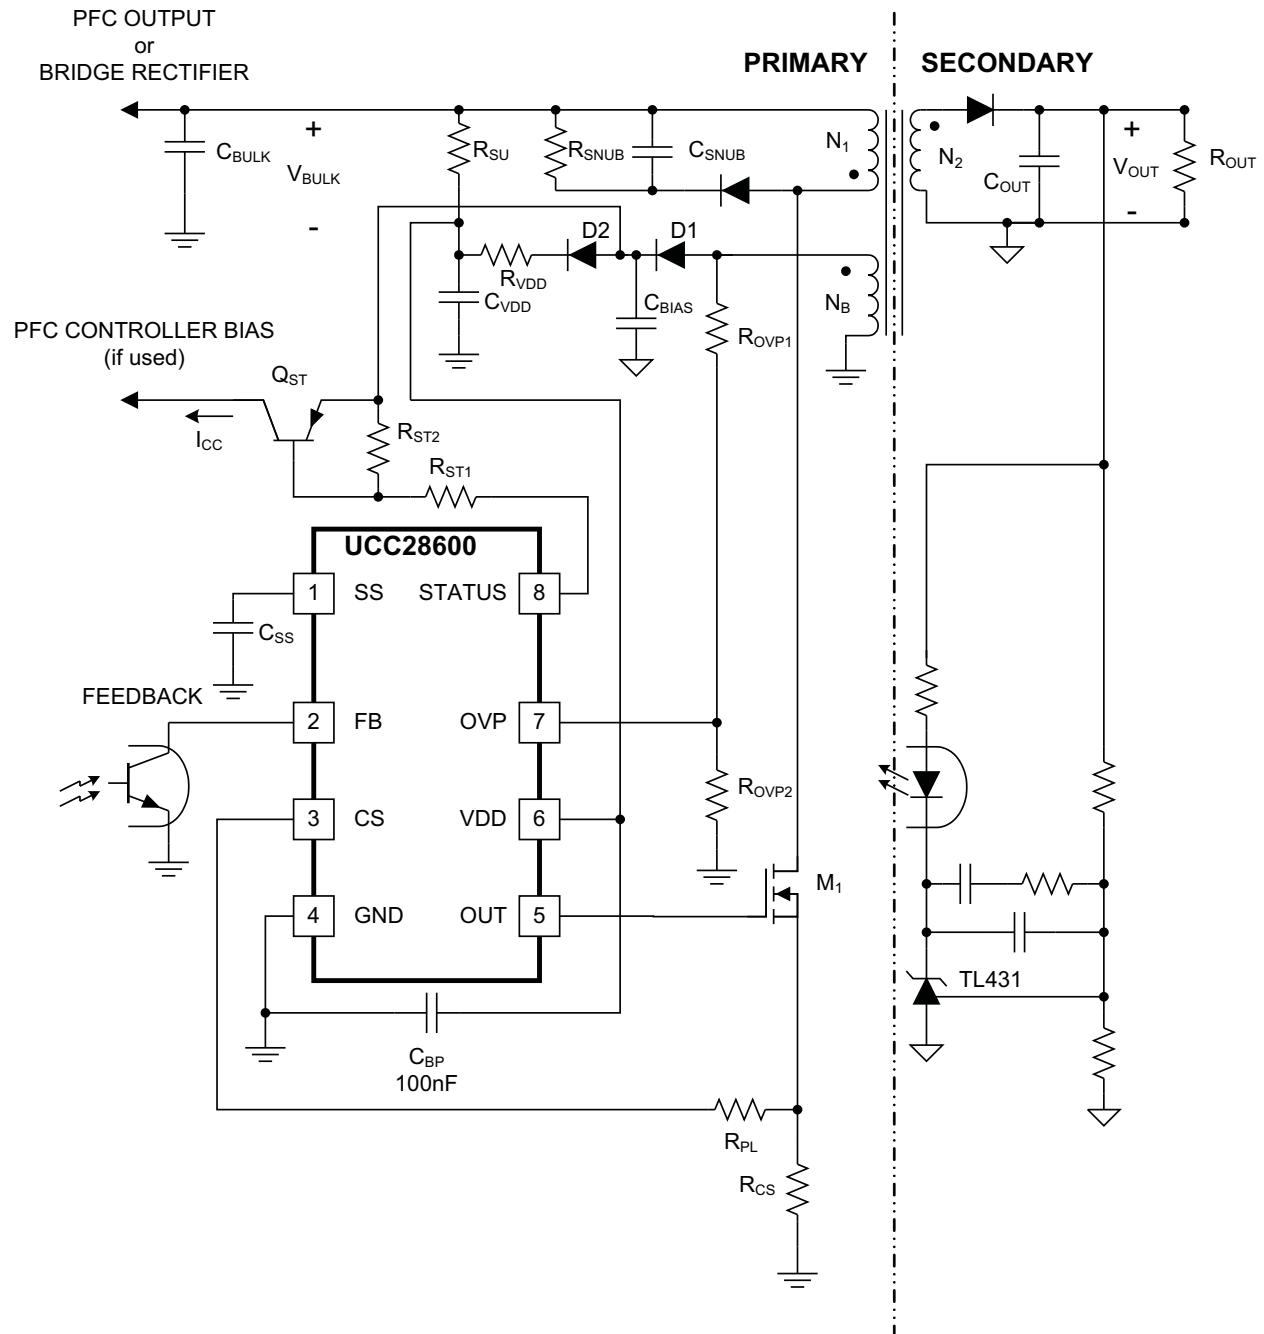 PFC OUTPUT
or
BRIDGE RECTIFIER
PRIMARY
SECONDARY
CBULK
+
VBULK
-
RSU
RSNUB
CSNUB
N1
N2
COUT
+
VOUT
-
ROUT
D2
D1
RVDD
CVDD
CBIAS
ROVP1
NB
PFC CONTROLLER BIAS
(if used)
QST
ICC
RST2
RST1
UCC28600
1 SS STATUS 8
CSS
FEEDBACK
2 FB OVP 7
ROVP2
3 CS VDD 6
M1
4 GND OUT 5
TL431
CBP
100nF
RPL
RCS